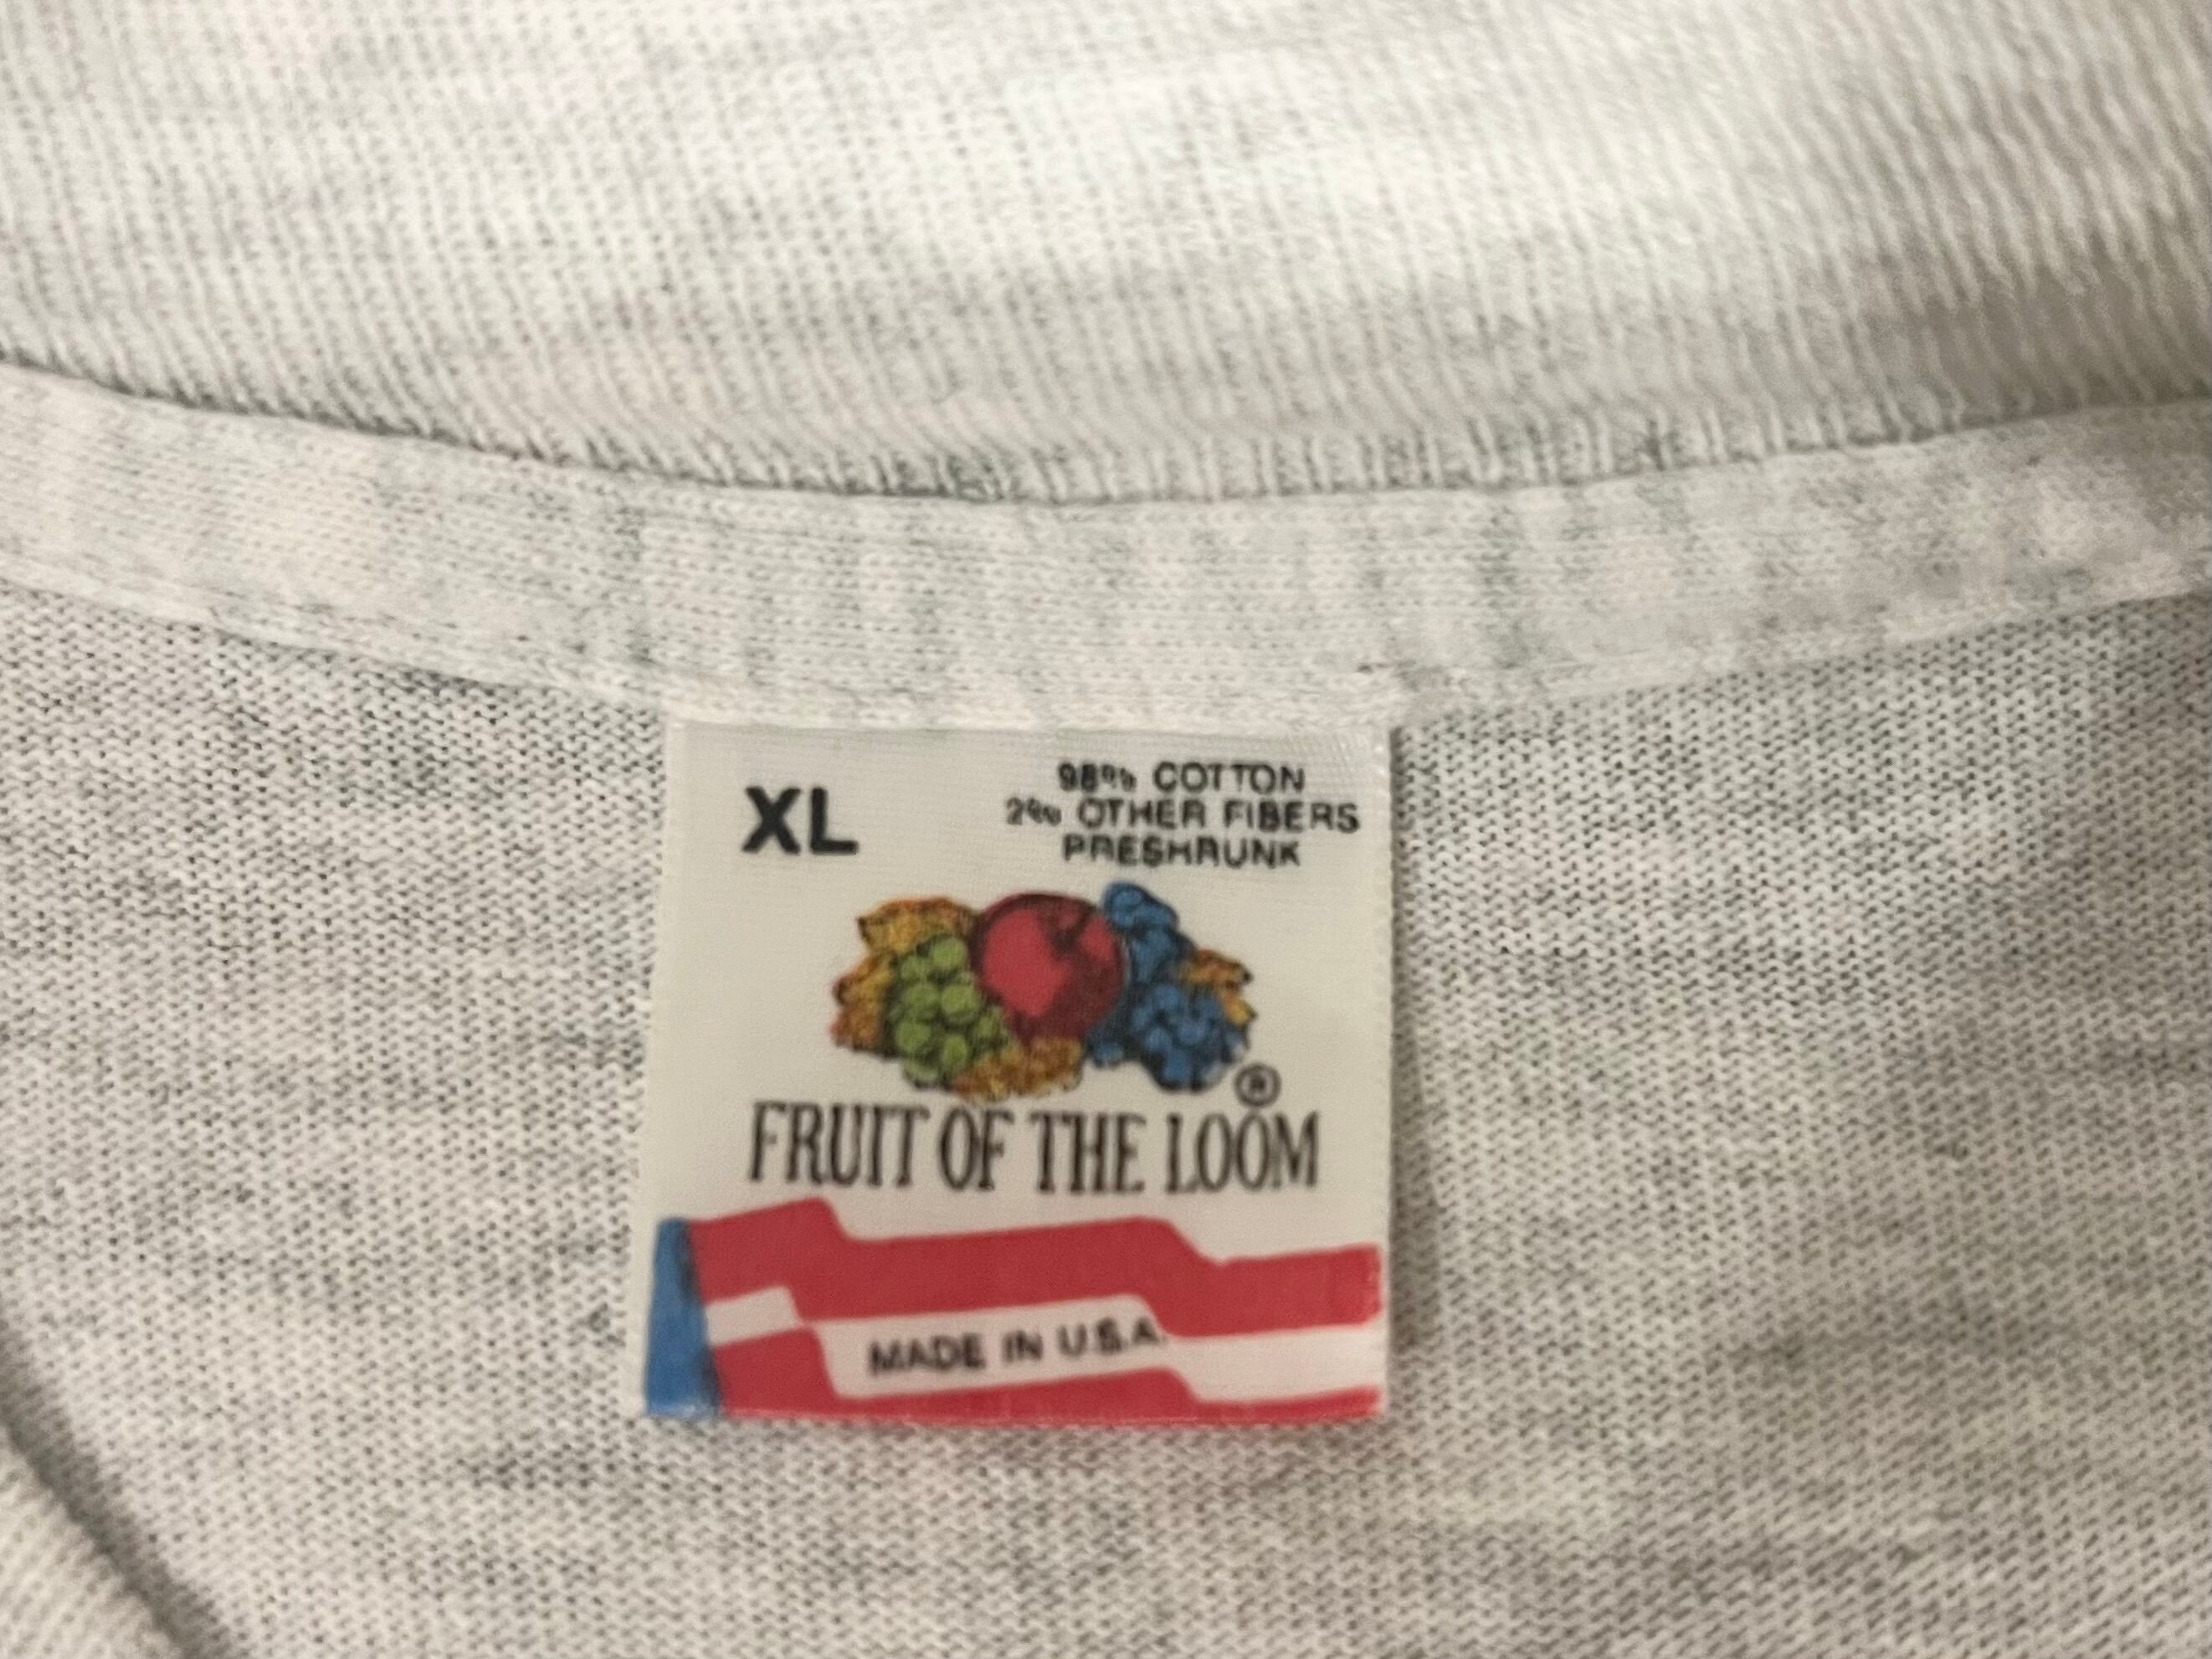 XL
98% COTTON
2% OTHER FIBERS
PRESHRUNK
®
FRUIT OF THE LOOM
MADE IN U.S.A.